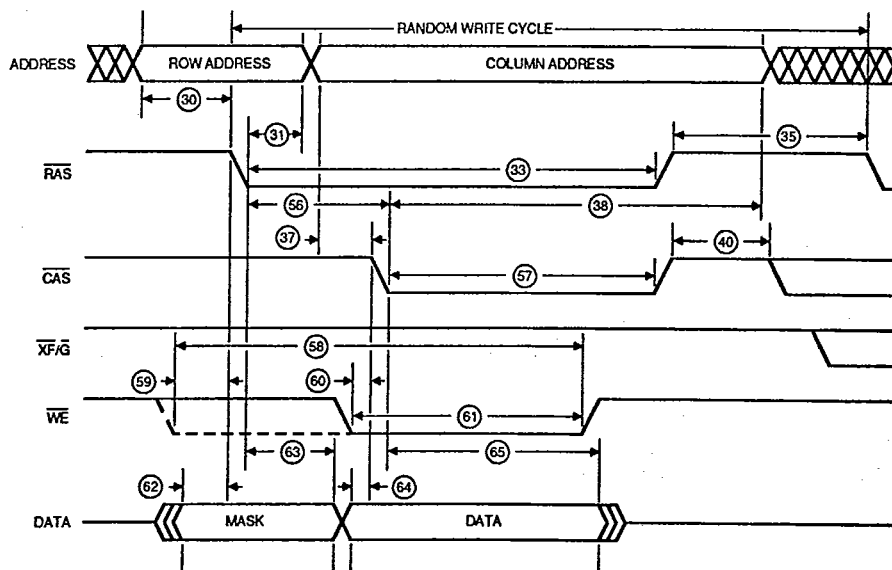 RANDOM WRITE CYCLE
ADDRESS ROW ADDRESS COLUMN ADDRESS
30
31 35
RAS 33
56 38
37 40
CAS 57
XF/G
58
59 60
WE 61
63 65
62 64
DATA MASK DATA